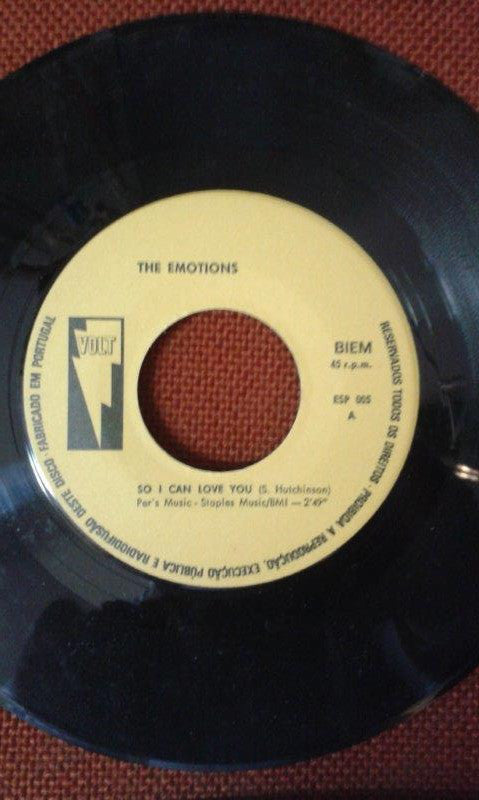 THE EMOTIONS
VOLT
BIEM
45 r.p.m.
ESP 005
A
SO I CAN LOVE YOU (S. Hutchinson)
Par's Music - Staples Music/BMI — 2'49"
RESERVADOS TODOS OS DIREITOS PROIBIDA A REPRODUÇÃO, EXECUÇÃO PÚBLICA E RADIODIFUSÃO DESTE DISCO FABRICADO EM PORTUGAL